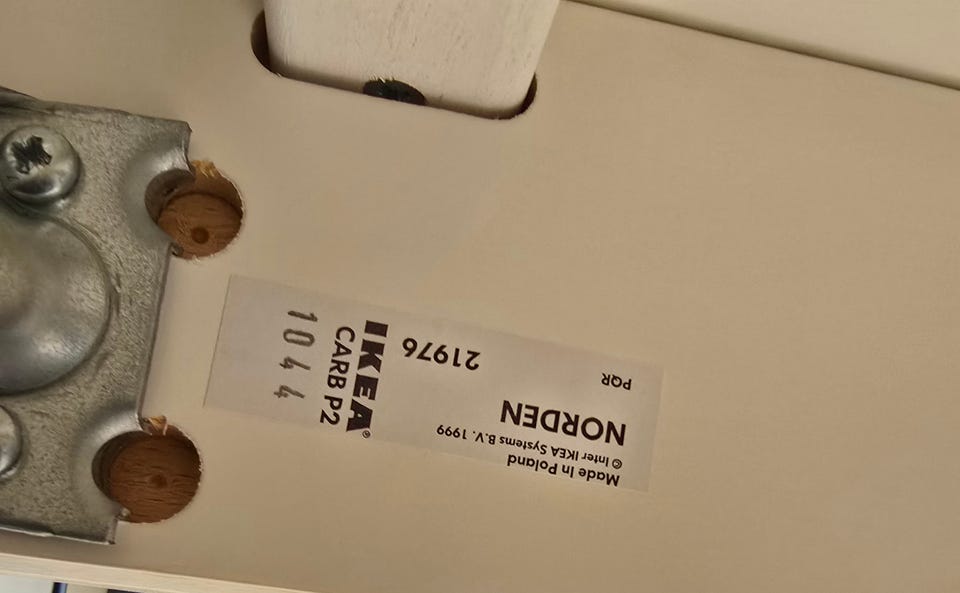 Made In Poland
© Inter IKEA Systems B.V. 1999
NORDEN
PQR
21976
IKEA®
CARB P2
1044